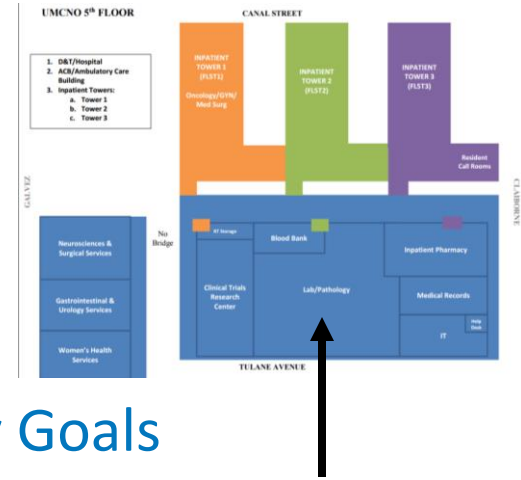 UMCNO 5th FLOOR
CANAL STREET
1. D&T/Hospital
2. ACB/Ambulatory Care
Building
3. Inpatient Towers:
a. Tower 1
b. Tower 2
c. Tower 3
INPATIENT
TOWER 1
(FLST1)
Oncology/GYN/
Med Surg
INPATIENT
TOWER 2
(FLST2)
INPATIENT
TOWER 3
(FLST3)
Resident
Call Rooms
GALVEZ
CLAIBORNE
No
Bridge
Neurosciences &
Surgical Services
Gastrointestinal &
Urology Services
Women's Health
Services
RT Storage
Blood Bank
Clinical Trials
Research
Center
Lab/Pathology
Inpatient Pharmacy
Medical Records
Help
Desk
IT
TULANE AVENUE
Goals